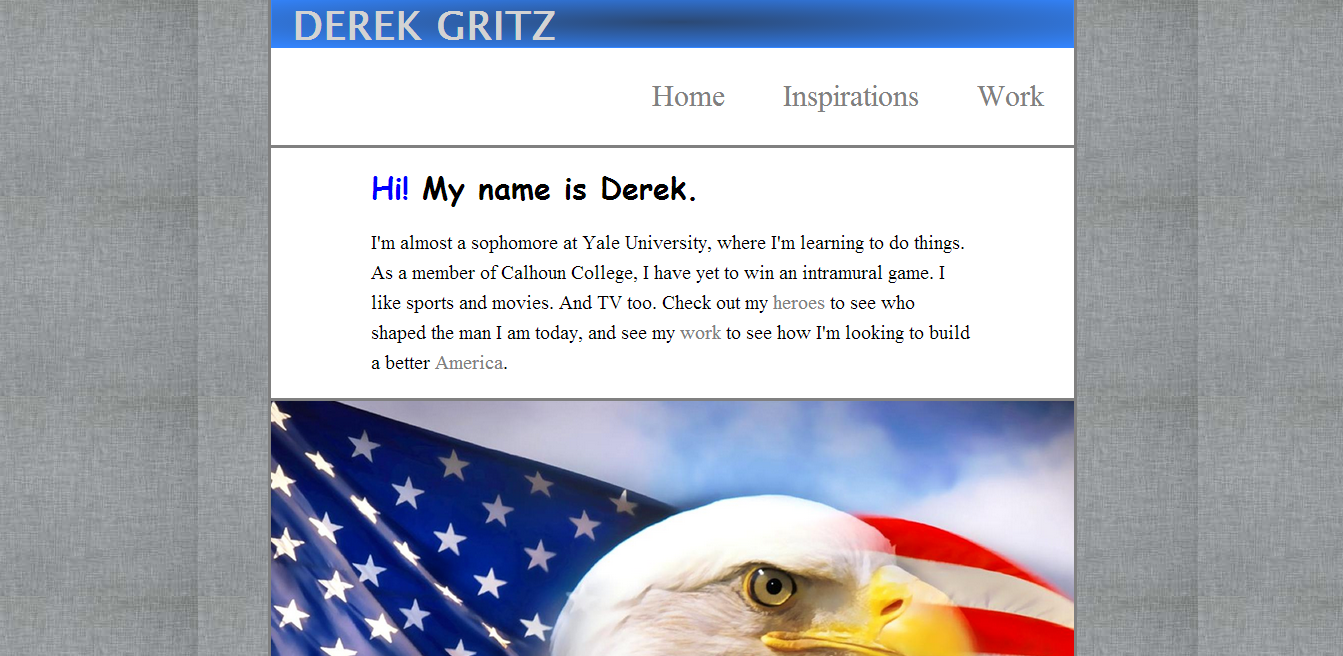 DEREK GRITZ
Home Inspirations Work
Hi! My name is Derek.
I'm almost a sophomore at Yale University, where I'm learning to do things.
As a member of Calhoun College, I have yet to win an intramural game. I
like sports and movies. And TV too. Check out my heroes to see who
shaped the man I am today, and see my work to see how I'm looking to build
a better America.